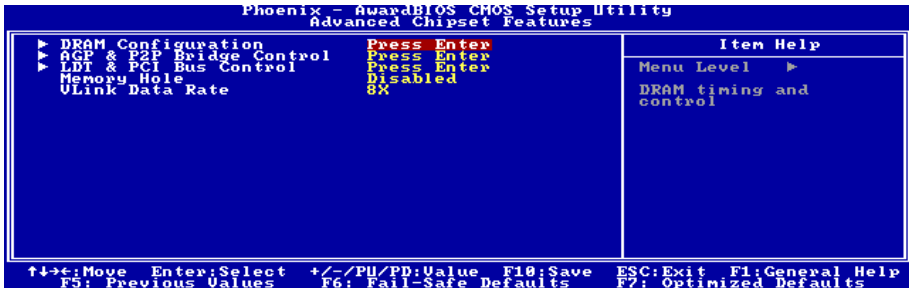 Phoenix - AwardBIOS CMOS Setup Utility
Advanced Chipset Features
► DRAM Configuration Press Enter
► AGP & P2P Bridge Control Press Enter
► LDT & PCI Bus Control Press Enter
Memory Hole Disabled
VLink Data Rate 8X
Item Help
Menu Level ►
DRAM timing and
control
↑↓→←:Move Enter:Select +/-/PU/PD:Value F10:Save ESC:Exit F1:General Help
F5: Previous Values F6: Fail-Safe Defaults F7: Optimized Defaults